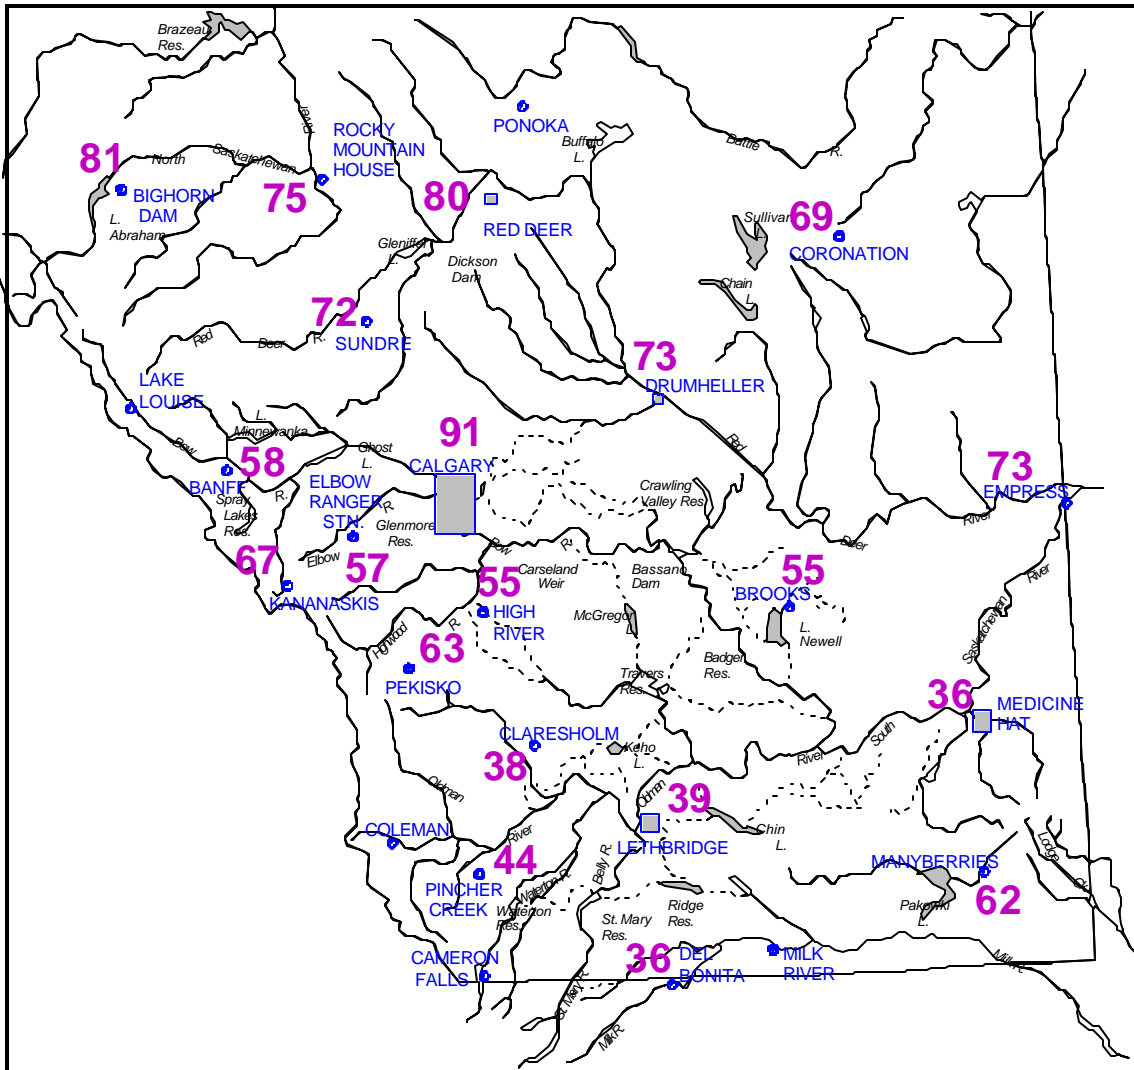 Brazeau
Res.
River
ROCKY
MOUNTAIN
HOUSE
PONOKA
Buffalo
L.
Battle
R.
81
North
Saskatchewan
75
BIGHORN
DAM
L.
Abraham
80
RED DEER
Sullivan
L.
69
CORONATION
Gleniffer
L.
Dickson
Dam
Chain
L.
72
SUNDRE
Red
Deer
R.
73
DRUMHELLER
LAKE
LOUISE
L.
Minnewanka
Bow
58
BANFF
Ghost
L.
91
CALGARY
Red
73
EMPRESS
River
Deer
Spray
Lakes
Res.
R.
ELBOW
RANGER
STN.
R.
Glenmore
Res.
Crawling
Valley Res.
67
KANANASKIS
Elbow
57
Bow
R.
Carseland
Weir
Bassano
Dam
55
HIGH
RIVER
55
BROOKS
McGregor
L.
L.
Newell
River
Saskatchewan
Highwood
R.
63
PEKISKO
Travers
Res.
Badger
Res.
36
MEDICINE
HAT
CLARESHOLM
38
Keho
L.
River
South
Oldman
Oldman
39
LETHBRIDGE
Chin
L.
COLEMAN
River
44
PINCHER
CREEK
Waterton R.
Waterton
Res.
Belly R.
MANYBERRIES
62
Pakowki
L.
Lodge
Ck.
Ridge
Res.
St. Mary
Res.
CAMERON
FALLS
36
DEL
BONITA
MILK
RIVER
Milk R.
St. Mary R.
Milk R.